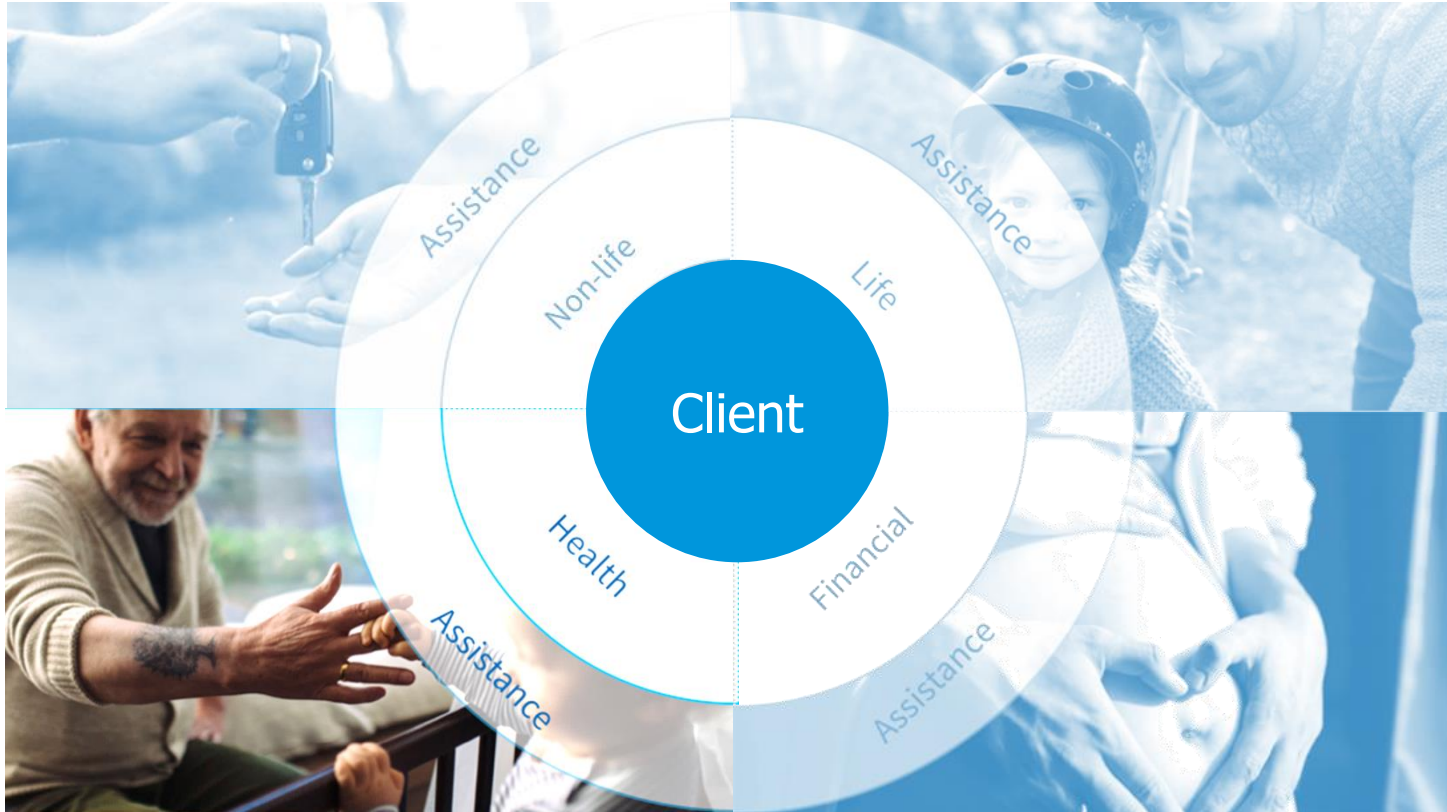 Assistance
Assistance
Non-life
Life
Client
Health
Financial
Assistance
Assistance